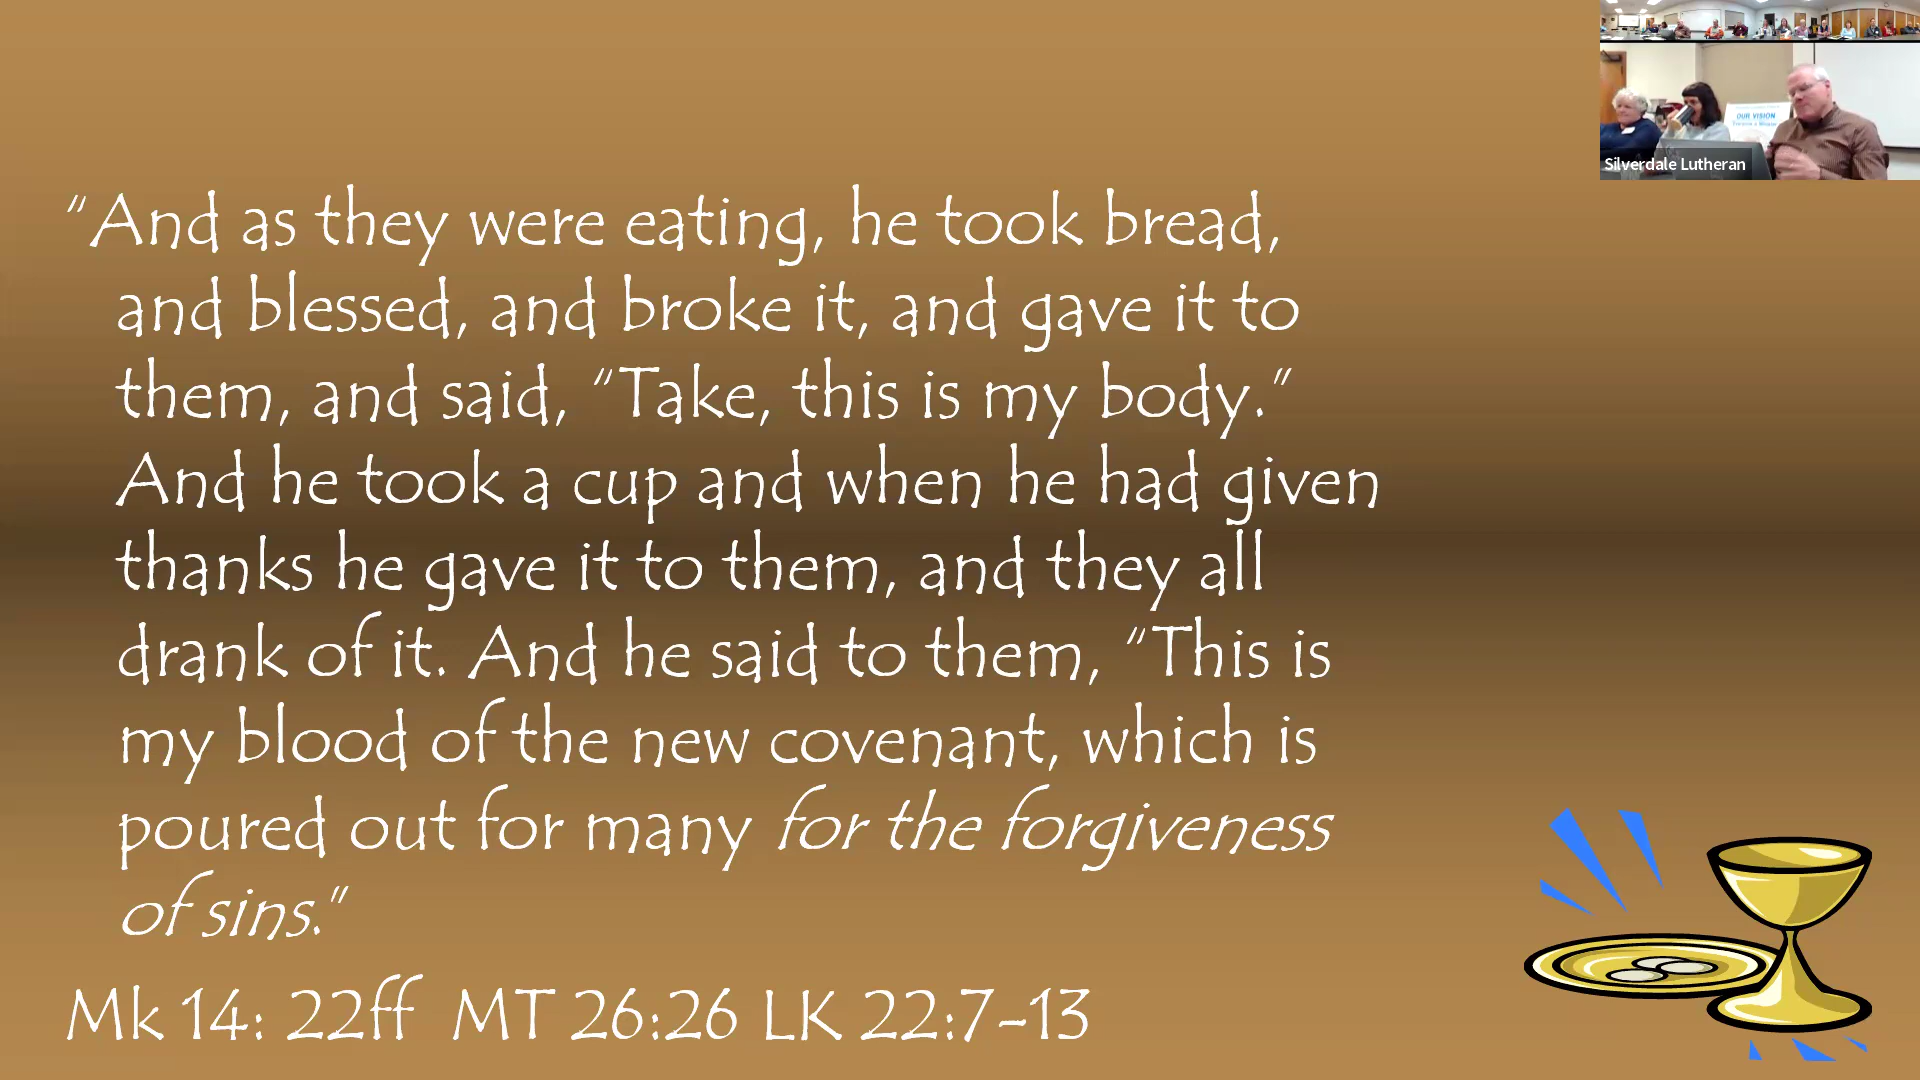 “And as they were eating, he took bread,
and blessed, and broke it, and gave it to
them, and said, “Take, this is my body.”
And he took a cup and when he had given
thanks he gave it to them, and they all
drank of it. And he said to them, “This is
my blood of the new covenant, which is
poured out for many for the forgiveness
of sins.”
Mk 14: 22ff MT 26:26 LK 22:7-13
OUR VISION
Silverdale Lutheran